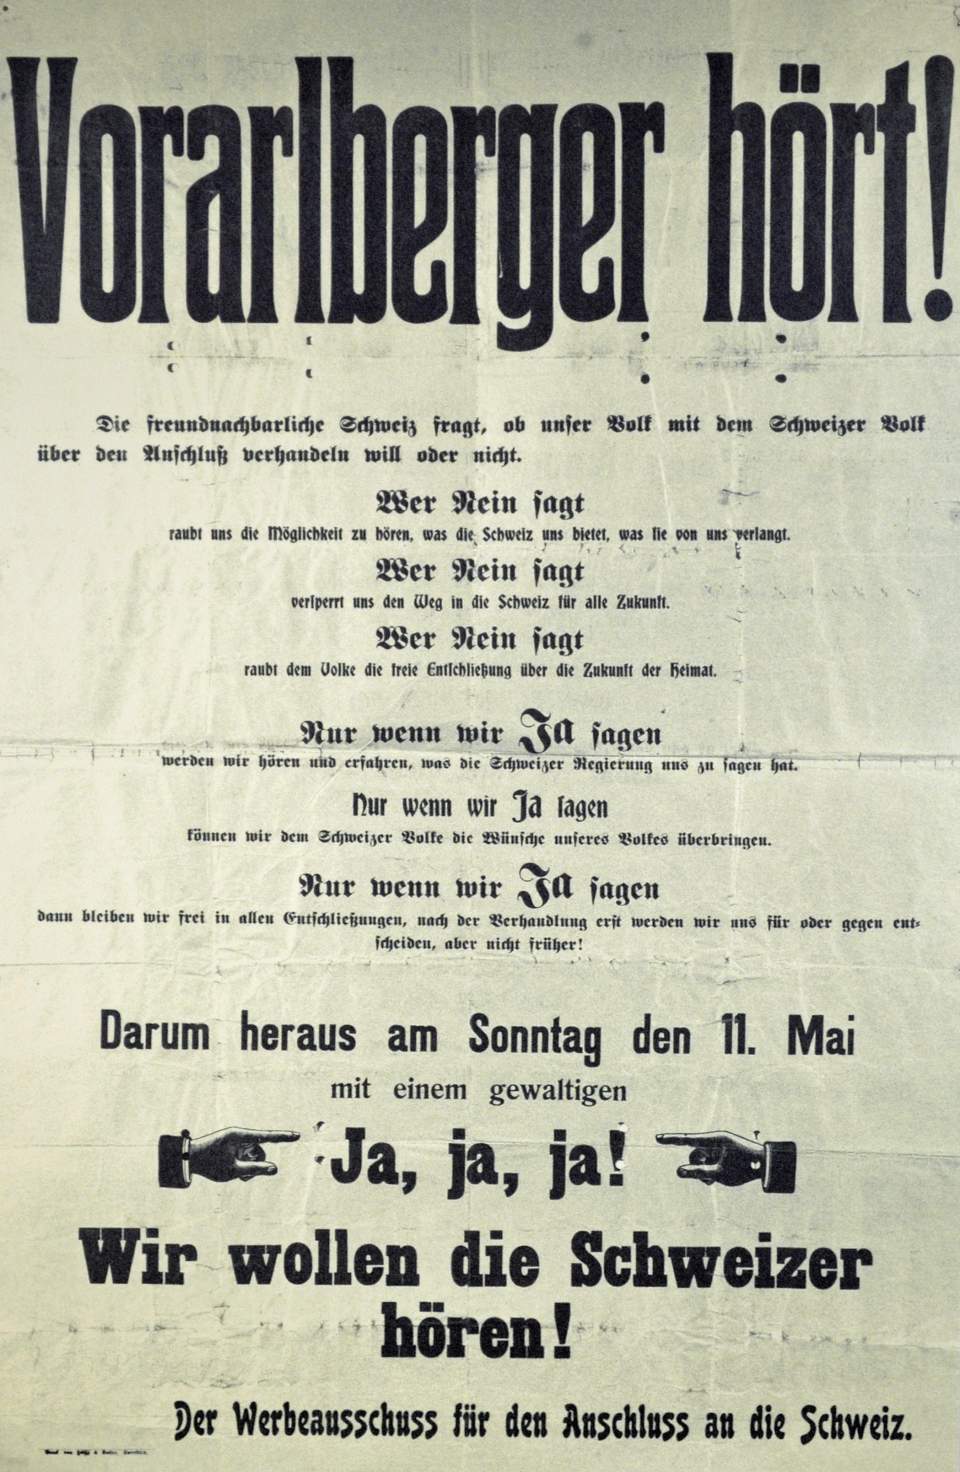 Vorarlberger hört!
Die freundnachbarliche Schweiz fragt, ob unser Volk mit dem Schweizer Volk
über den Anschluß verhandeln will oder nicht.
Wer Nein sagt
raubt uns die Möglichkeit zu hören, was die Schweiz uns bietet, was sie von uns verlangt.
Wer Nein sagt
versperrt uns den Weg in die Schweiz für alle Zukunft.
Wer Nein sagt
raubt dem Volke die freie Entschließung über die Zukunft der Heimat.
Nur wenn wir Ja sagen
werden wir hören und erfahren, was die Schweizer Regierung uns zu sagen hat.
Nur wenn wir Ja sagen
können wir dem Schweizer Volke die Wünsche unseres Volkes überbringen.
Nur wenn wir Ja sagen
dann bleiben wir frei in allen Entschließungen, nach der Verhandlung erst werden wir uns für oder gegen ent-
scheiden, aber nicht früher!
Darum heraus am Sonntag den 11. Mai
mit einem gewaltigen
Ja, ja, ja!
Wir wollen die Schweizer
hören!
Der Werbeausschuss für den Anschluss an die Schweiz.